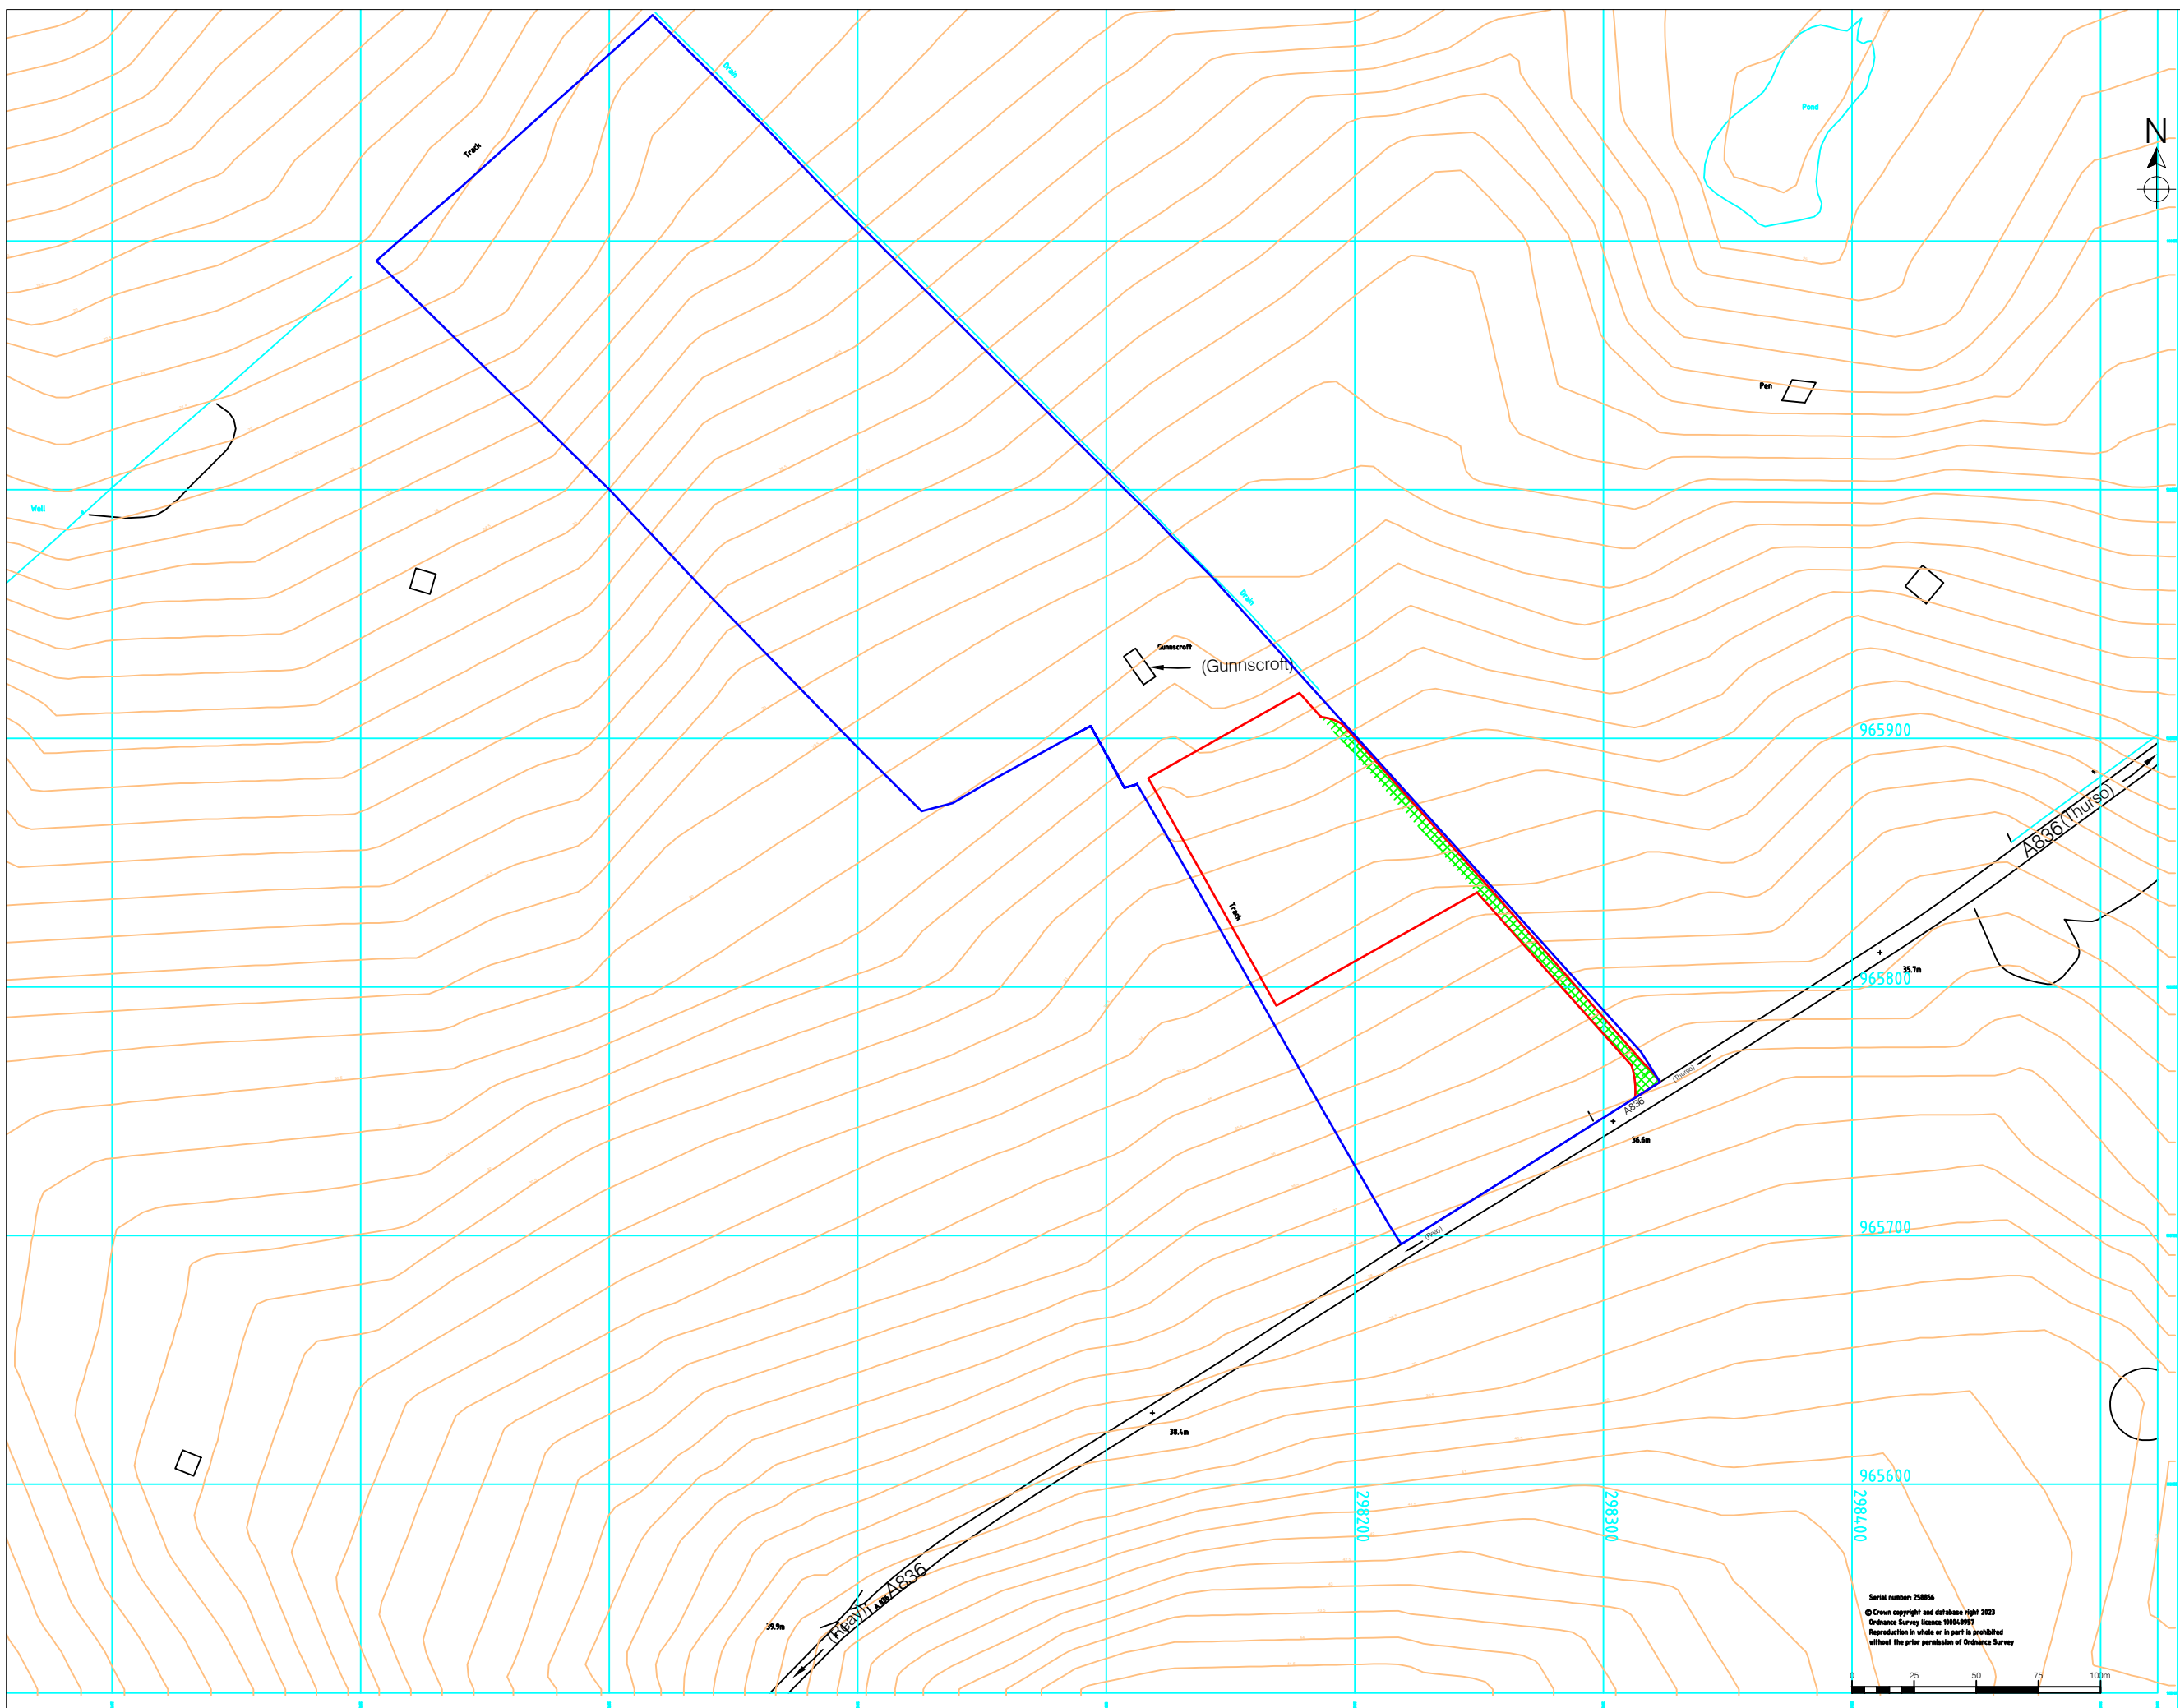 Drain
Pond
N
Track
Pen
Well
Drain
Gunnscroft
(Gunnscroft)
965900
A836 (Thurso)
Track
35.7m
965800
(Thurso)
A836
36.6m
965700
(Reay)
38.4m
965600
298200
298300
298400
A836
A 836
(Reay)
39.9m
Serial number: 258056
© Crown copyright and database right 2023
Ordnance Survey licence 100048957
Reproduction in whole or in part is prohibited
without the prior permission of Ordnance Survey
0 25 50 75 100m